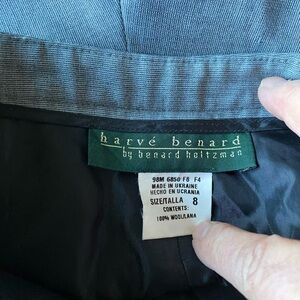 harvé benard
by benard holtzman
98M 6850 F6 F4
MADE IN UKRAINE
HECHO EN UCRANIA
SIZE/TALLA 8
CONTENTS:
100% WOOL/LANA